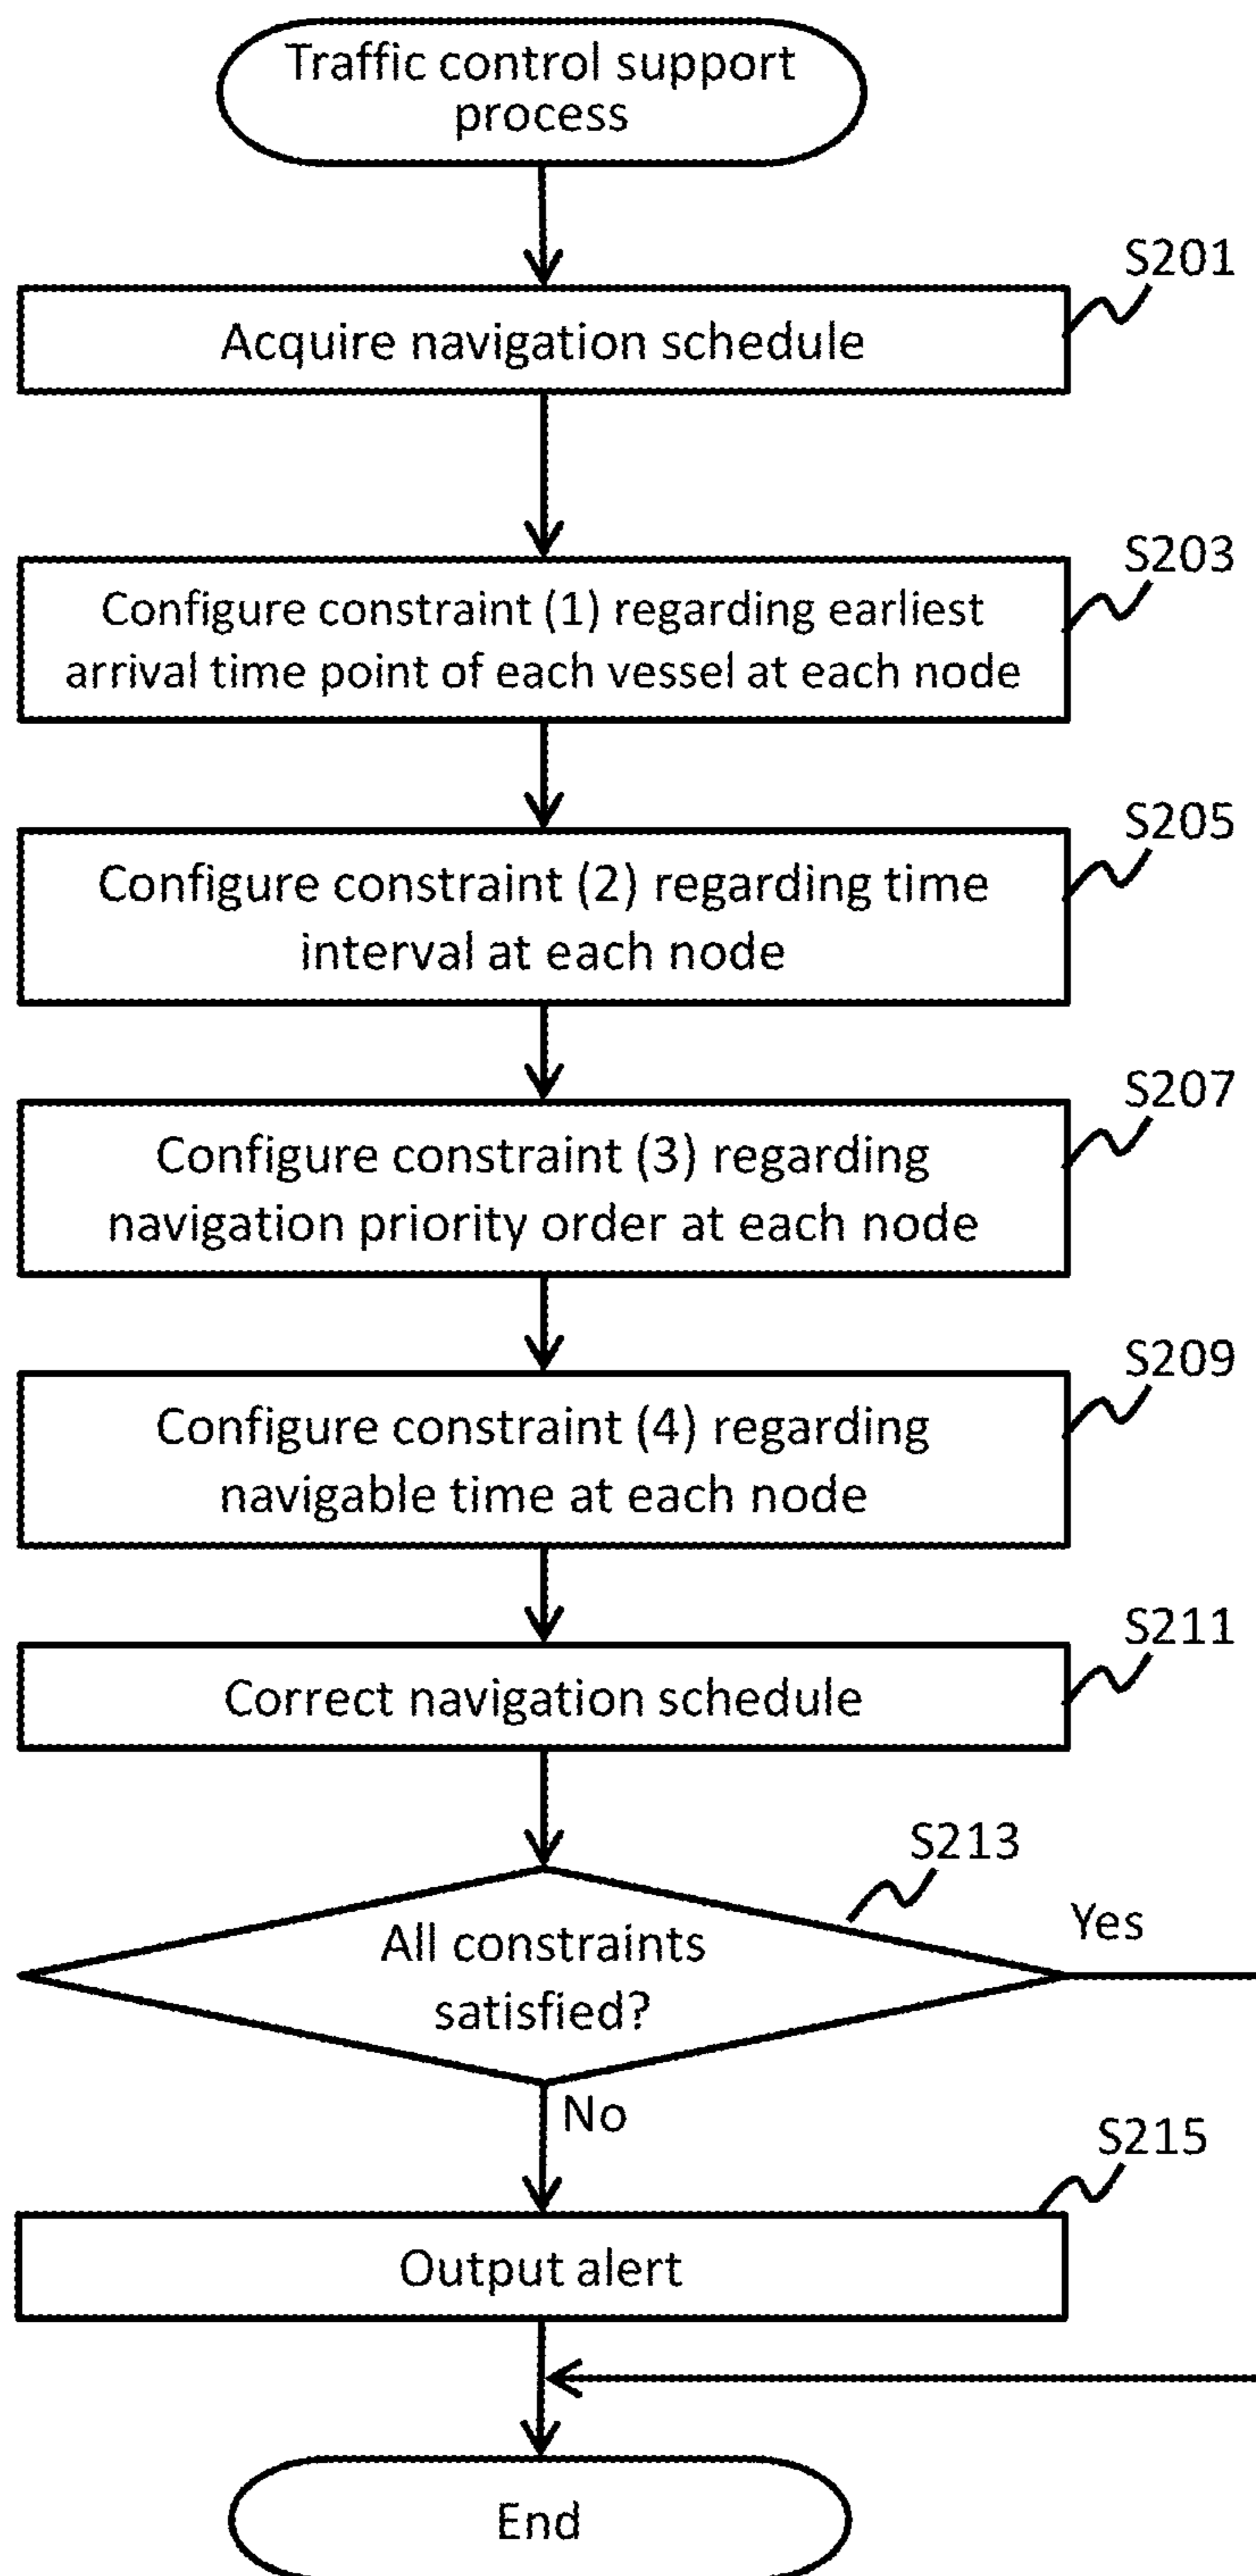 Traffic control support
process
S201
Acquire navigation schedule
S203
Configure constraint (1) regarding earliest
arrival time point of each vessel at each node
S205
Configure constraint (2) regarding time
interval at each node
S207
Configure constraint (3) regarding
navigation priority order at each node
S209
Configure constraint (4) regarding
navigable time at each node
S211
Correct navigation schedule
S213
Yes
All constraints
satisfied?
No
S215
Output alert
End